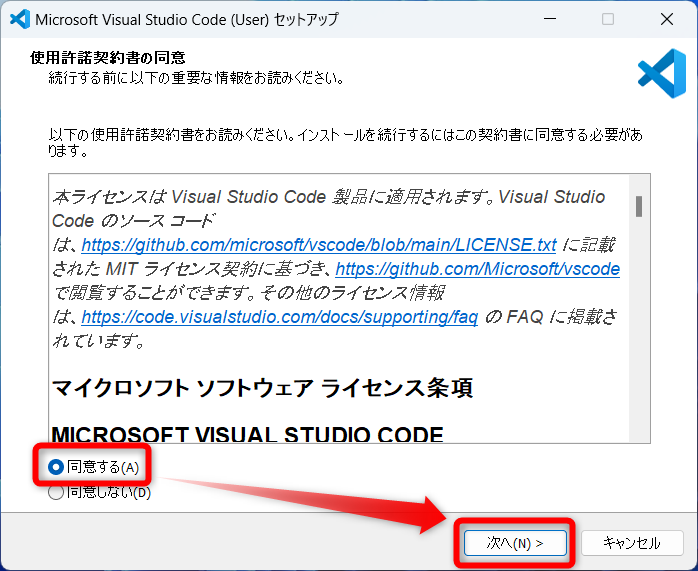 Microsoft Visual Studio Code (User) セットアップ
使用許諾契約書の同意
続行する前に以下の重要な情報をお読みください。
以下の使用許諾契約書をお読みください。インストールを続行するにはこの契約書に同意する必要があ
ります。
本ライセンスは Visual Studio Code 製品に適用されます。Visual Studio
Code のソース コード
は、https://github.com/microsoft/vscode/blob/main/LICENSE.txt に記載
された MIT ライセンス契約に基づき、https://github.com/Microsoft/vscode
で閲覧することができます。その他のライセンス情報
は、https://code.visualstudio.com/docs/supporting/faq の FAQ に掲載さ
れています。
マイクロソフト ソフトウェア ライセンス条項
MICROSOFT VISUAL STUDIO CODE
同意する(A)
同意しない(D)
次へ(N) >
キャンセル